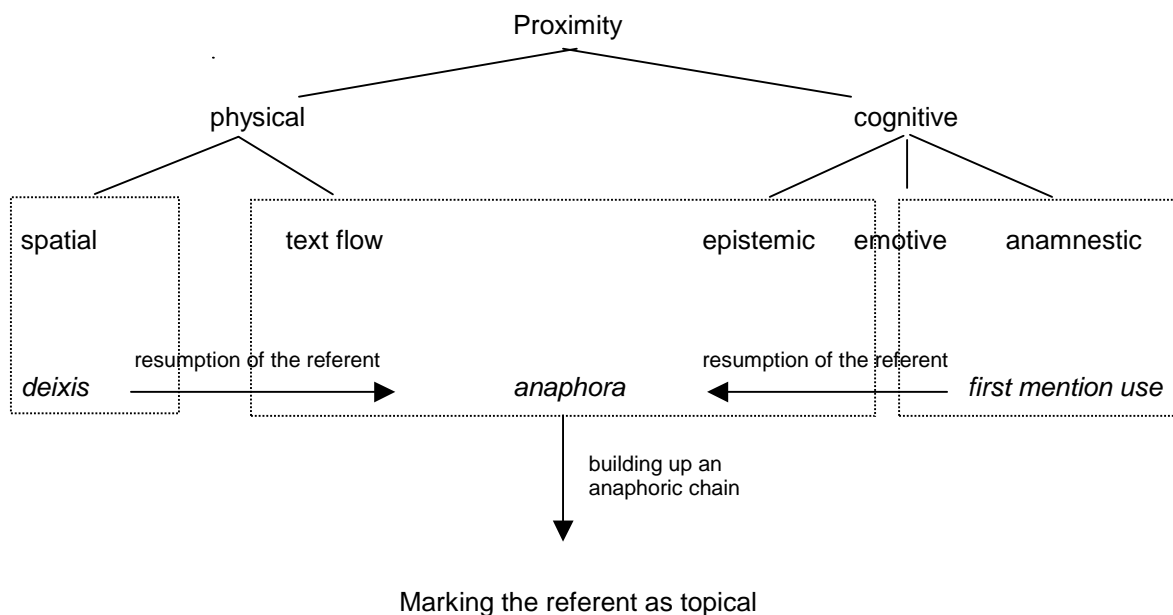 Proximity
physical cognitive
spatial text flow epistemic emotive anamnestic
resumption of the referent resumption of the referent
deixis anaphora first mention use
building up an
anaphoric chain
Marking the referent as topical